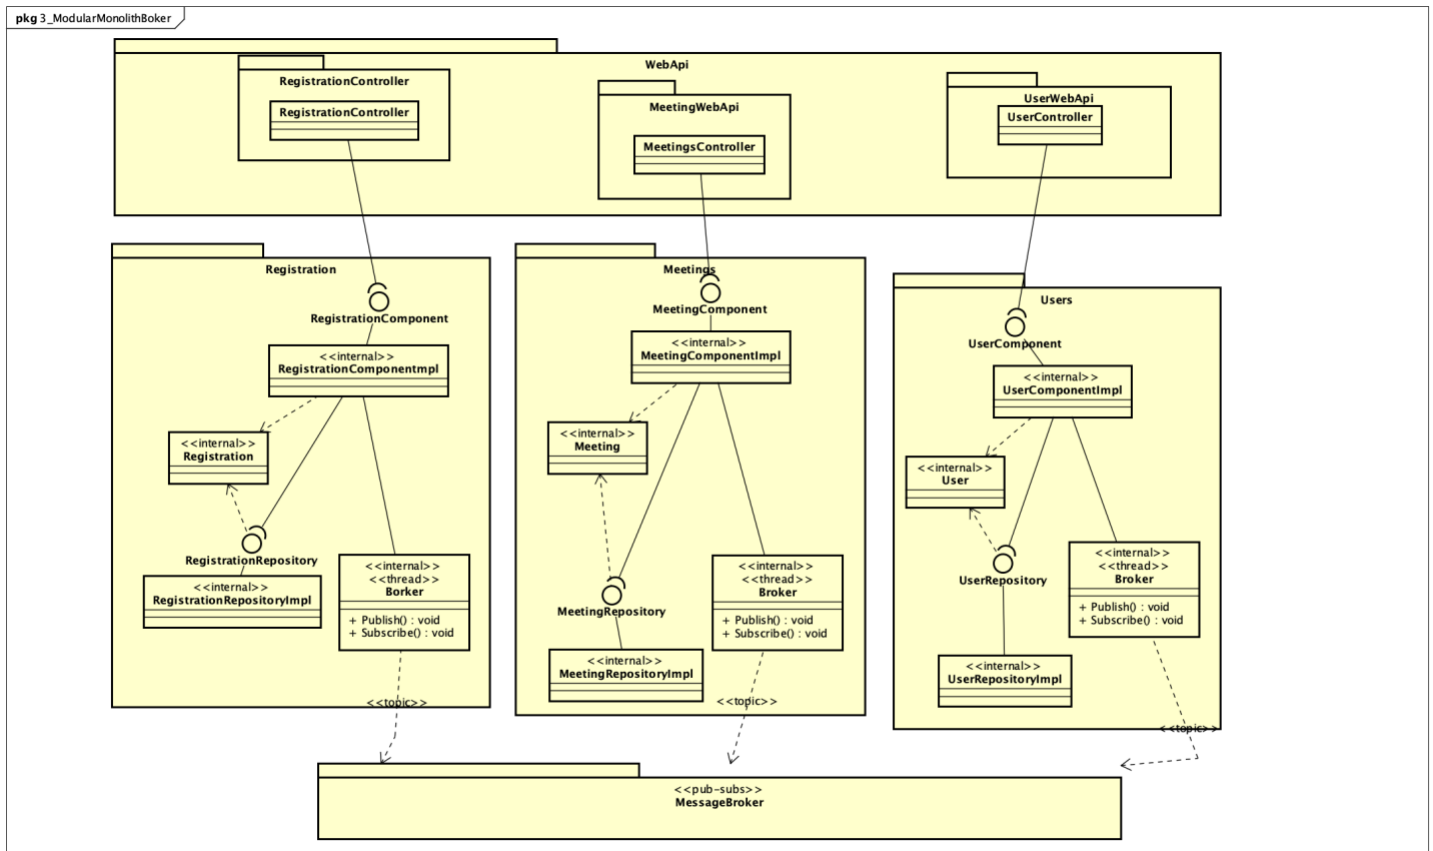 pkg 3_ModularMonolithBoker
WebApi
RegistrationController
RegistrationController
MeetingWebApi
MeetingsController
UserWebApi
UserController
Registration
RegistrationComponent
<<internal>>
RegistrationComponentmpl
<<internal>>
Registration
RegistrationRepository
<<internal>>
RegistrationRepositoryImpl
<<internal>>
<<thread>>
Borker
+ Publish() : void
+ Subscribe() : void
<<topic>>
Meetings
MeetingComponent
<<internal>>
MeetingComponentImpl
<<internal>>
Meeting
MeetingRepository
<<internal>>
MeetingRepositoryImpl
<<internal>>
<<thread>>
Broker
+ Publish() : void
+ Subscribe() : void
<<topic>>
Users
UserComponent
<<internal>>
UserComponentImpl
<<internal>>
User
UserRepository
<<internal>>
UserRepositoryImpl
<<internal>>
<<thread>>
Broker
+ Publish() : void
+ Subscribe() : void
<<topic>>
<<pub-subs>>
MessageBroker